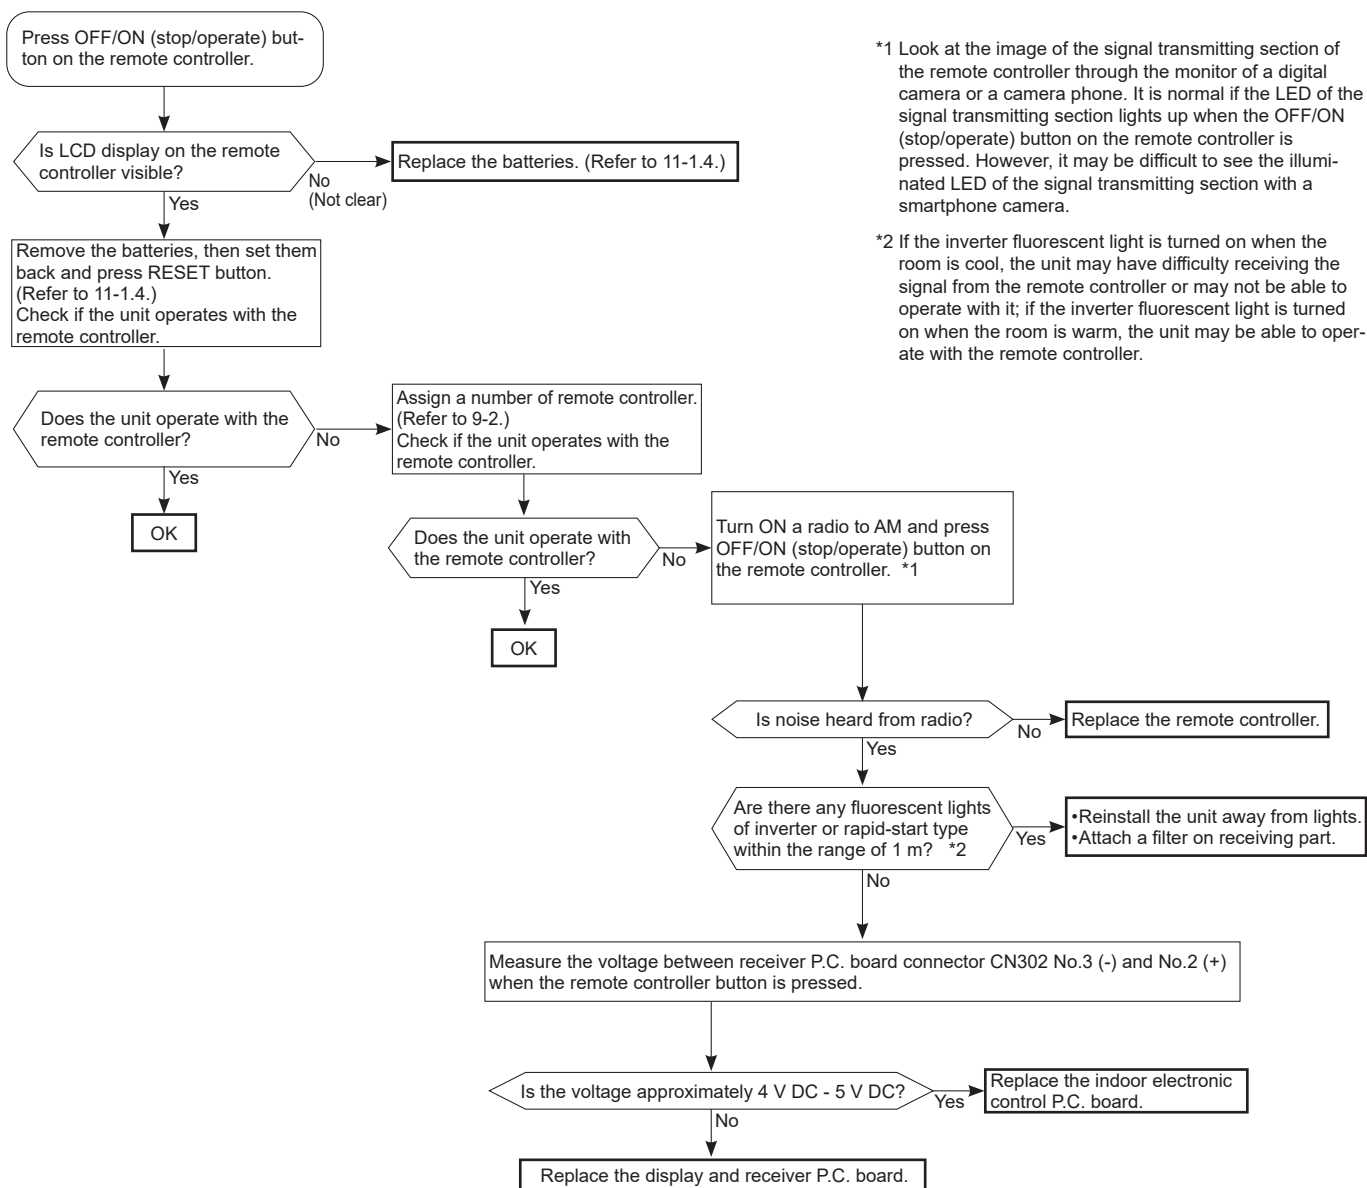 Press OFF/ON (stop/operate) but-
ton on the remote controller.
Is LCD display on the remote
controller visible?
No
(Not clear)
Replace the batteries. (Refer to 11-1.4.)
Yes
Remove the batteries, then set them
back and press RESET button.
(Refer to 11-1.4.)
Check if the unit operates with the
remote controller.
Does the unit operate with the
remote controller?
No
Yes
OK
Assign a number of remote controller.
(Refer to 9-2.)
Check if the unit operates with the
remote controller.
Does the unit operate with
the remote controller?
No
Yes
OK
Turn ON a radio to AM and press
OFF/ON (stop/operate) button on
the remote controller. *1
Is noise heard from radio?
No
Replace the remote controller.
Yes
Are there any fluorescent lights
of inverter or rapid-start type
within the range of 1 m? *2
Yes
•Reinstall the unit away from lights.
•Attach a filter on receiving part.
No
Measure the voltage between receiver P.C. board connector CN302 No.3 (-) and No.2 (+)
when the remote controller button is pressed.
Is the voltage approximately 4 V DC - 5 V DC?
Yes
Replace the indoor electronic
control P.C. board.
No
Replace the display and receiver P.C. board.
*1 Look at the image of the signal transmitting section of
the remote controller through the monitor of a digital
camera or a camera phone. It is normal if the LED of the
signal transmitting section lights up when the OFF/ON
(stop/operate) button on the remote controller is
pressed. However, it may be difficult to see the illumi-
nated LED of the signal transmitting section with a
smartphone camera.
*2 If the inverter fluorescent light is turned on when the
room is cool, the unit may have difficulty receiving the
signal from the remote controller or may not be able to
operate with it; if the inverter fluorescent light is turned
on when the room is warm, the unit may be able to oper-
ate with the remote controller.